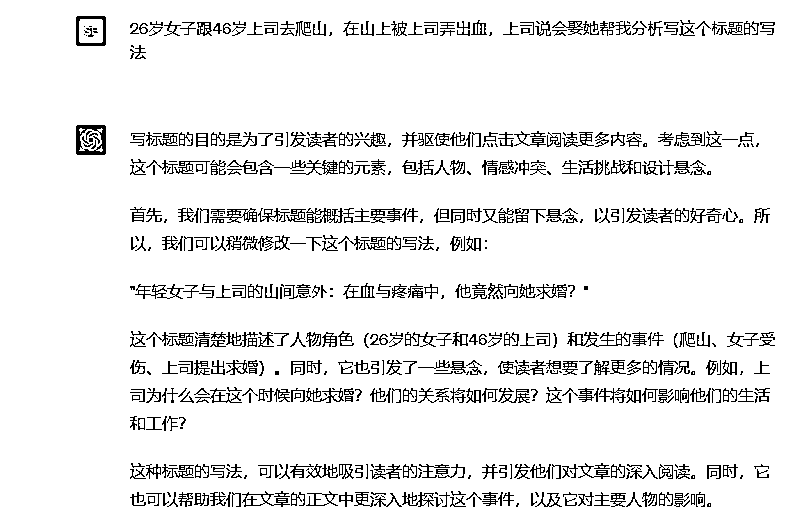 26岁女子跟46岁上司去爬山，在山上被上司弄出血，上司说会娶她帮我分析写这个标题的写
法
写标题的目的是为了引发读者的兴趣，并驱使他们点击文章阅读更多内容。考虑到这一点，
这个标题可能会包含一些关键的元素，包括人物、情感冲突、生活挑战和设计悬念。
首先，我们需要确保标题能概括主要事件，但同时又能留下悬念，以引发读者的好奇心。所
以，我们可以稍微修改一下这个标题的写法，例如：
"年轻女子与上司的山间意外：在血与疼痛中，他竟然向她求婚？"
这个标题清楚地描述了人物角色（26岁的女子和46岁的上司）和发生的事件（爬山、女子受
伤、上司提出求婚）。同时，它也引发了一些悬念，使读者想要了解更多的情况。例如，上
司为什么会在这个时候向她求婚？他们的关系将如何发展？这个事件将如何影响他们的生活
和工作？
这种标题的写法，可以有效地吸引读者的注意力，并引发他们对文章的深入阅读。同时，它
也可以帮助我们在文章的正文中更深入地探讨这个事件，以及它对主要人物的影响。